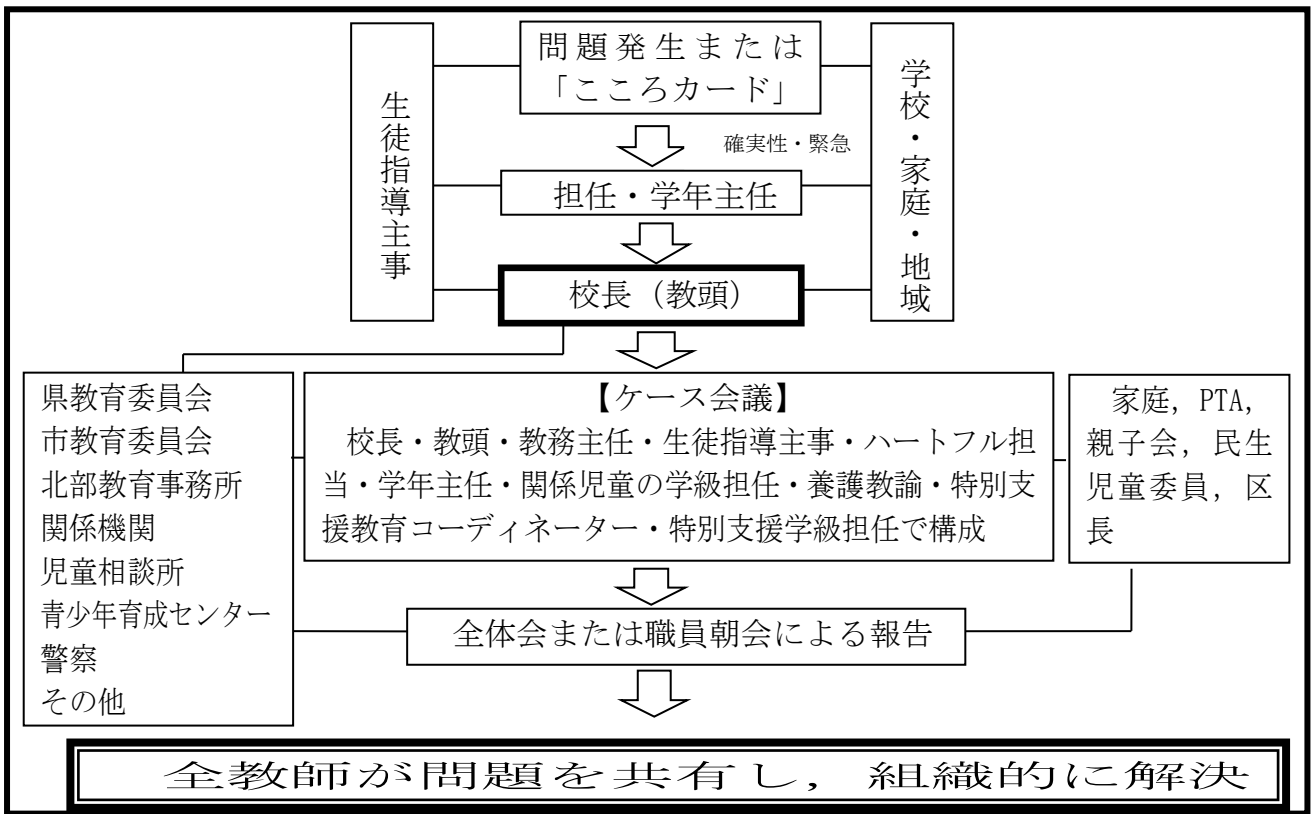 問題発生または
「こころカード」
生徒指導主事
学校・家庭・地域
確実性・緊急
担任・学年主任
校長（教頭）
県教育委員会
市教育委員会
北部教育事務所
関係機関
児童相談所
青少年育成センター
警察
その他
【ケース会議】
校長・教頭・教務主任・生徒指導主事・ハートフル担
当・学年主任・関係児童の学級担任・養護教諭・特別支
援教育コーディネーター・特別支援学級担任で構成
家庭，PTA，
親子会，民生
児童委員，区
長
全体会または職員朝会による報告
全教師が問題を共有し，組織的に解決